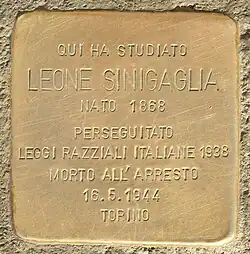 QUI HA STUDIATO
LEONE SINIGAGLIA
NATO 1868
PERSEGUITATO
LEGGI RAZZIALI ITALIANE 1938
MORTO ALL'ARRESTO
16.5.1944
TORINO